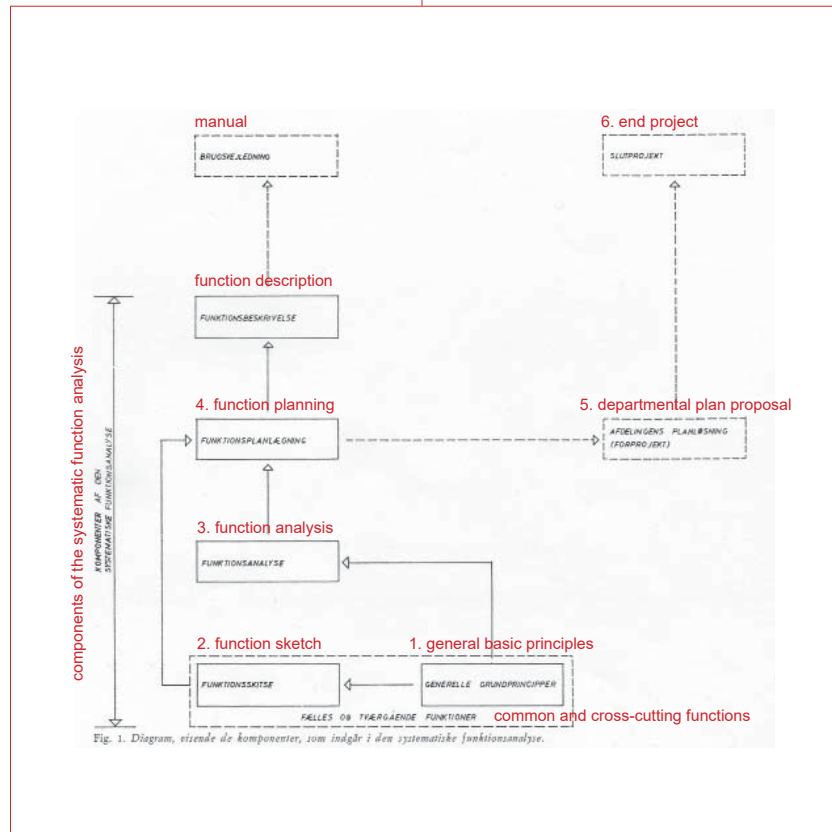 manual
BRUGSVEJLEDNING
6. end project
SLUTPROJEKT
function description
FUNKTIONSBESKRIVELSE
4. function planning
FUNKTIONSPLANLÆGNING
5. departmental plan proposal
AFDELINGENS PLANLØSNING
(FORPROJEKT)
components of the systematic function analysis
KOMPONENTER AF DEN
SYSTEMATISKE FUNKTIONSANALYSE
3. function analysis
FUNKTIONSANALYSE
2. function sketch
FUNKTIONSSKITSE
1. general basic principles
GENERELLE GRUNDPRINCIPPER
FÆLLES OG TVÆRGÅENDE FUNKTIONER
common and cross-cutting functions
Fig. 1. Diagram, visende de komponenter, som indgår i den systematiske funktionsanalyse.